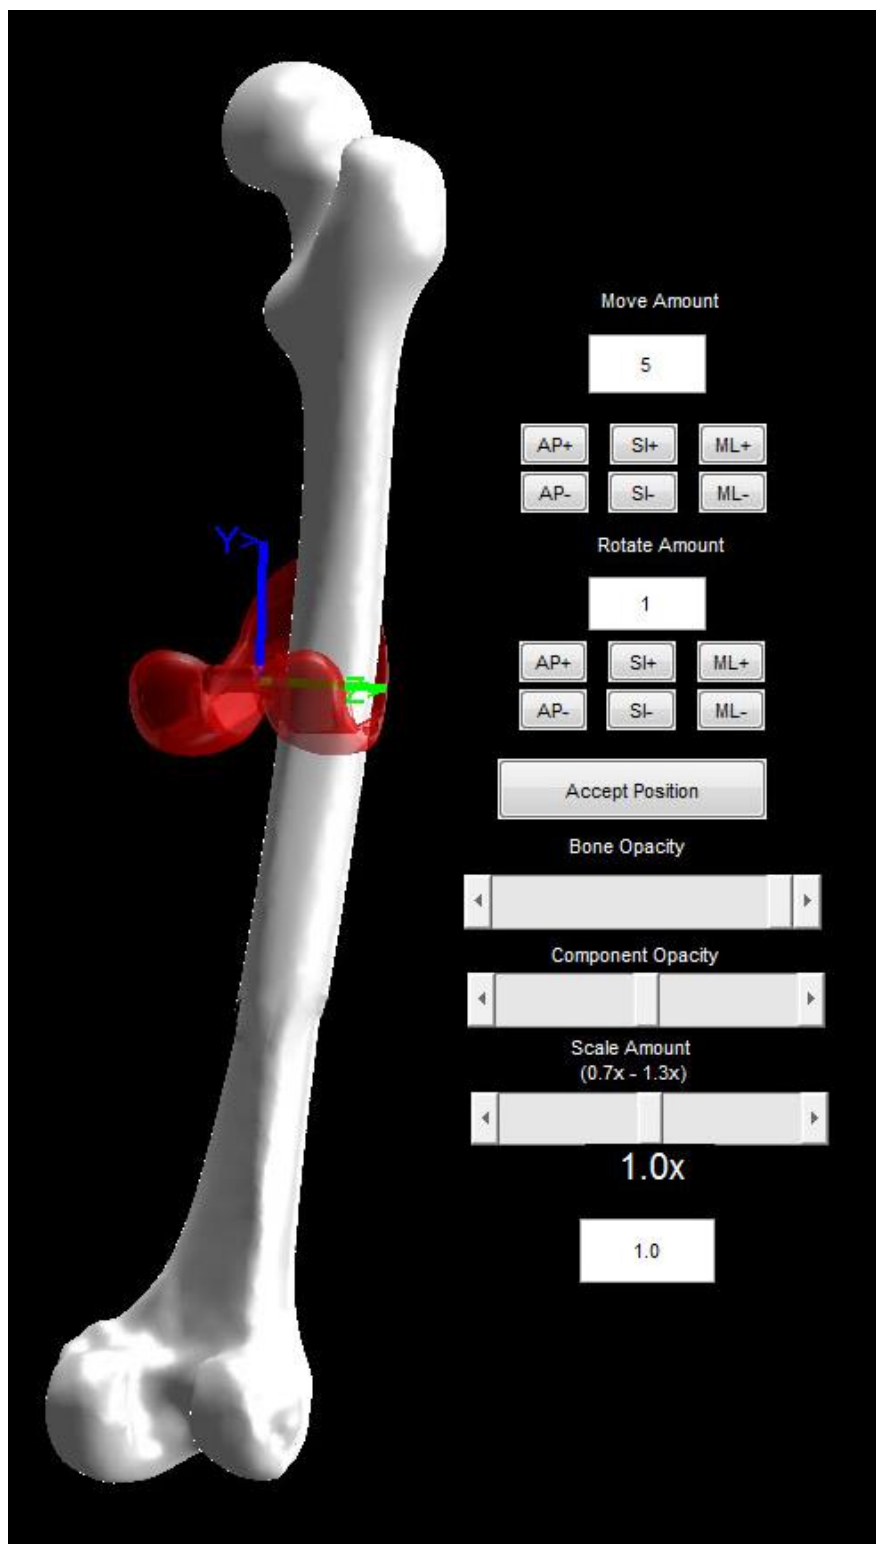 Move Amount
5
AP+ SI+ ML+
AP- SI- ML-
Y>
Rotate Amount
1
AP+ SI+ ML+
AP- SI- ML-
Accept Position
Bone Opacity
Component Opacity
Scale Amount
(0.7x - 1.3x)
1.0x
1.0